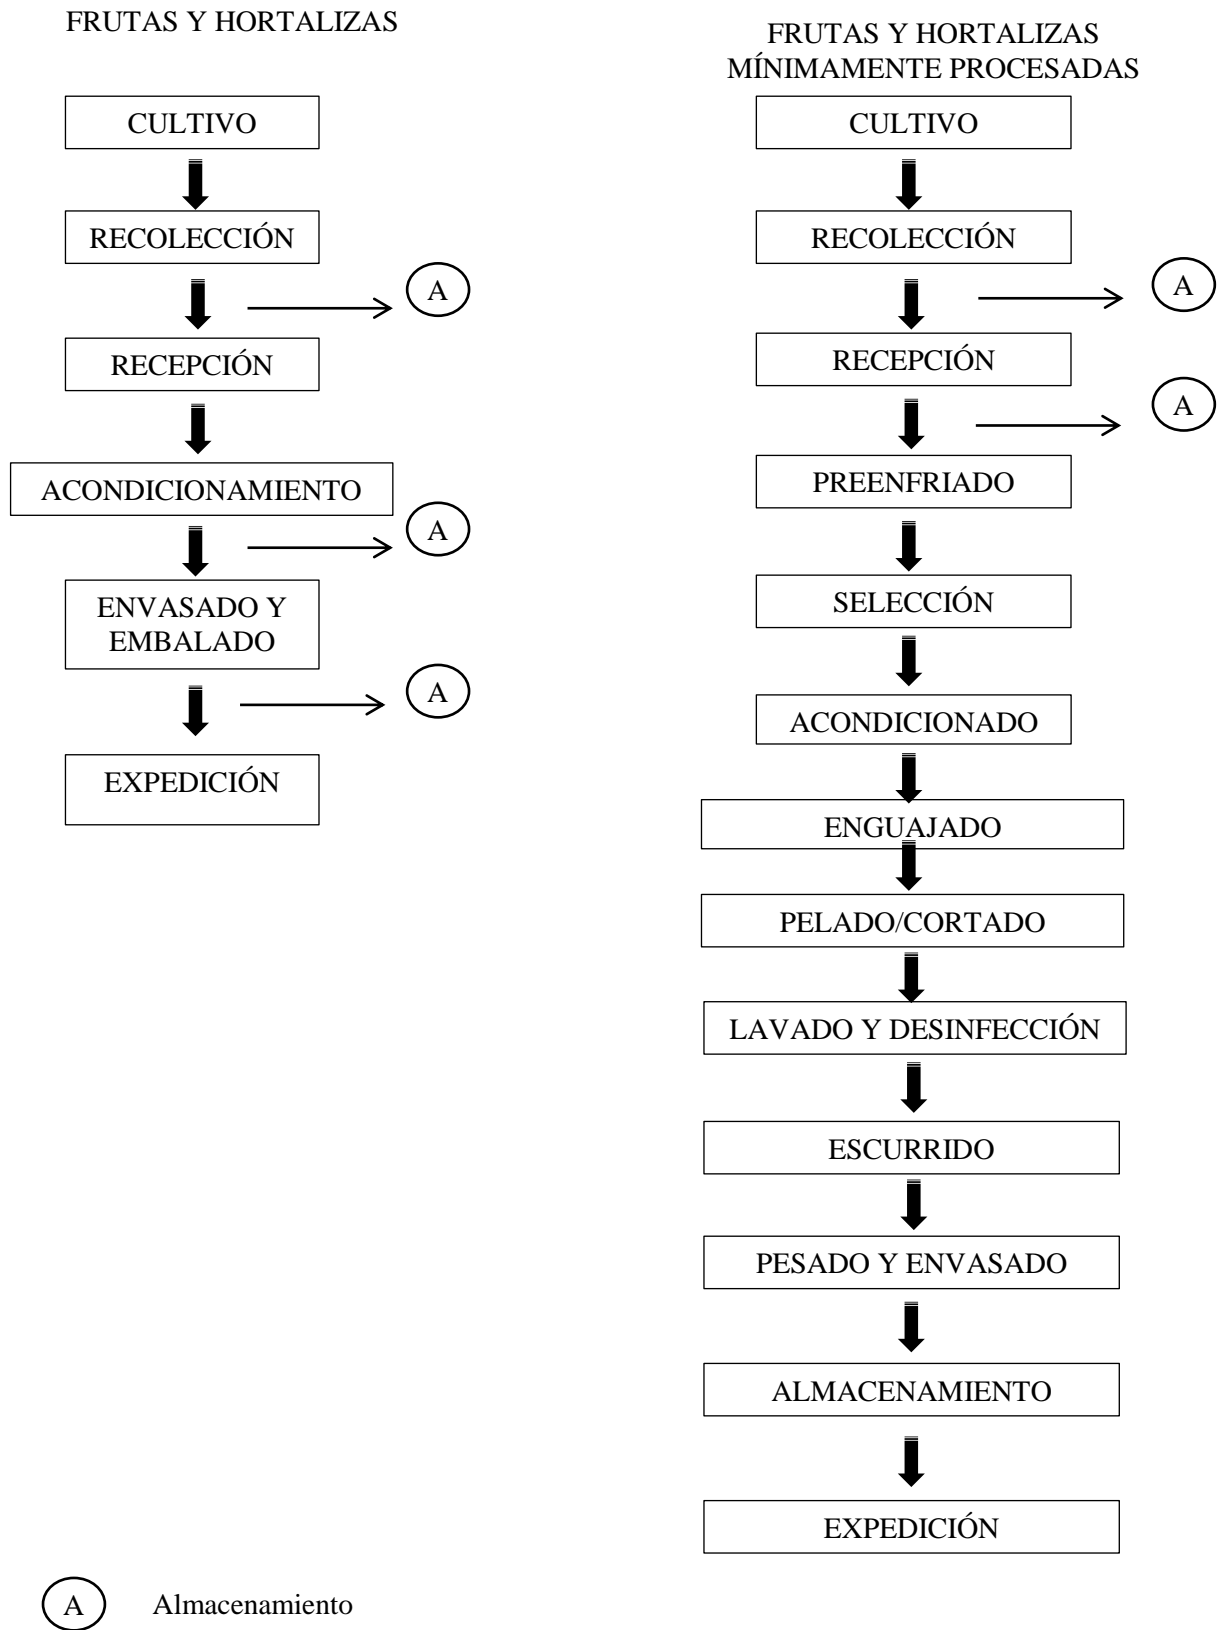 FRUTAS Y HORTALIZAS
CULTIVO
RECOLECCIÓN
A
RECEPCIÓN
ACONDICIONAMIENTO
A
ENVASADO Y
EMBALADO
A
EXPEDICIÓN
FRUTAS Y HORTALIZAS
MÍNIMAMENTE PROCESADAS
CULTIVO
RECOLECCIÓN
A
RECEPCIÓN
A
PREENFRIADO
SELECCIÓN
ACONDICIONADO
ENGUAJADO
PELADO/CORTADO
LAVADO Y DESINFECCIÓN
ESCURRIDO
PESADO Y ENVASADO
ALMACENAMIENTO
EXPEDICIÓN
A Almacenamiento